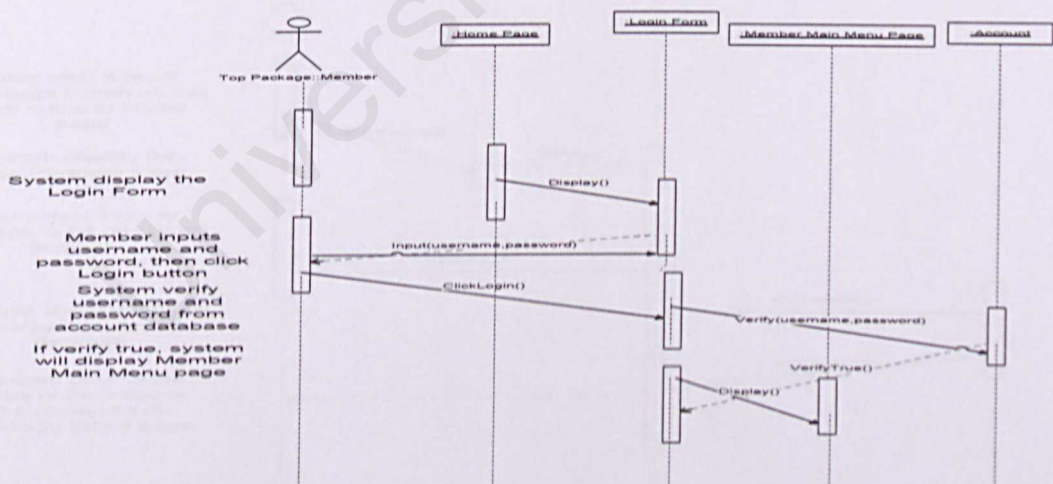 :Home Page
:Login Form
:Member Main Menu Page
:Account
Top Package::Member
System display the
Login Form
Display()
Member inputs
username and
password, then click
Login button
Input(username,password)
ClickLogin()
System verify
username and
password from
account database
Verify(username,password)
If verify true, system
will display Member
Main Menu page
VerifyTrue()
Display()
Universi